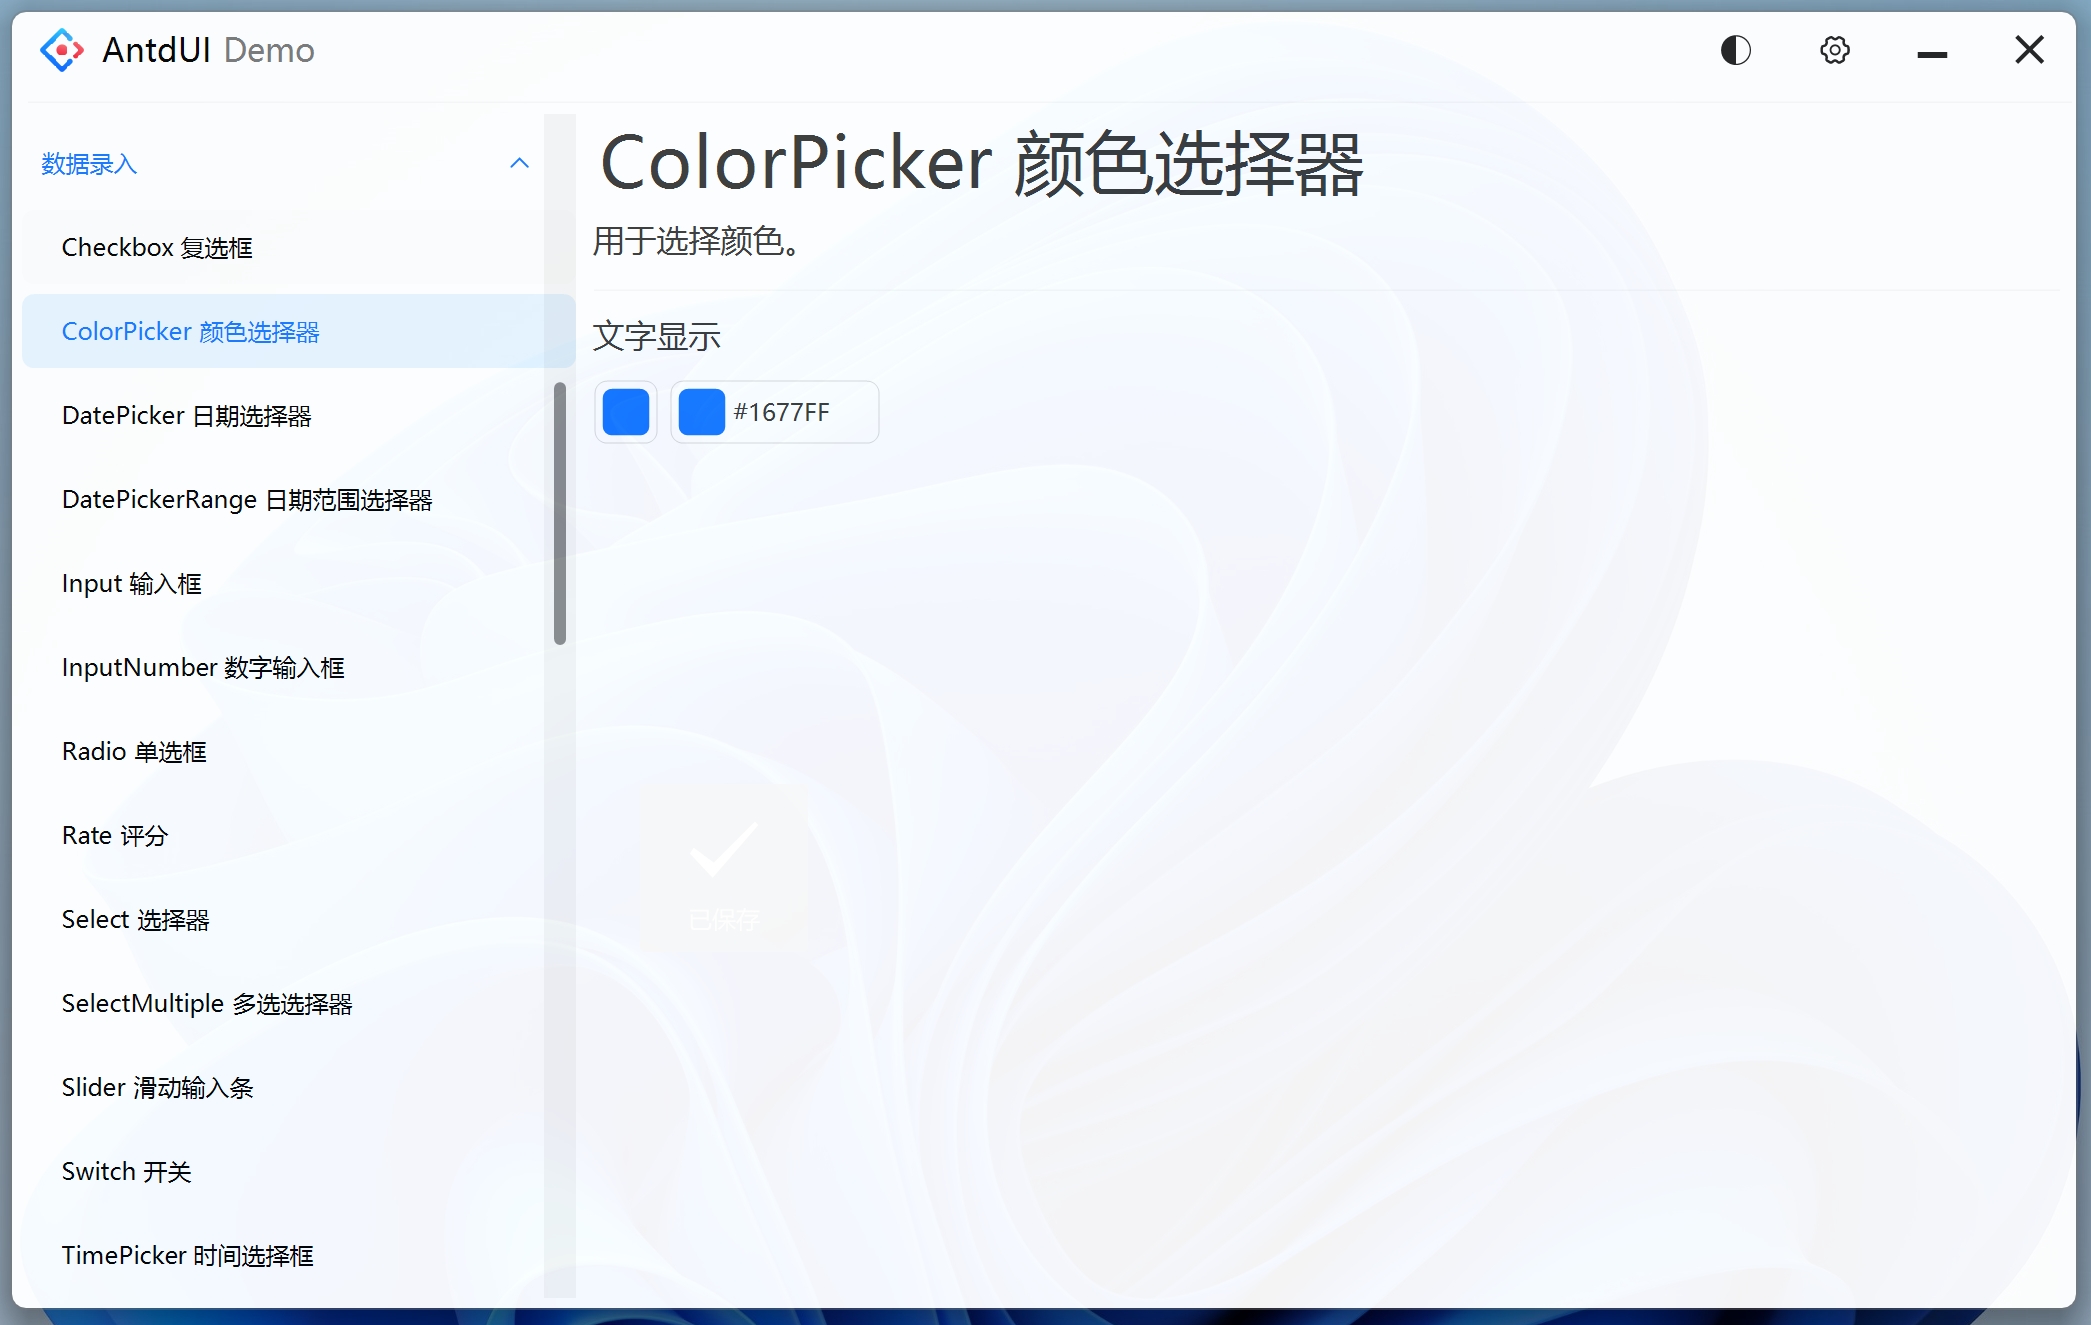 AntdUI Demo
数据录入
Checkbox 复选框
ColorPicker 颜色选择器
DatePicker 日期选择器
DatePickerRange 日期范围选择器
Input 输入框
InputNumber 数字输入框
Radio 单选框
Rate 评分
Select 选择器
SelectMultiple 多选选择器
Slider 滑动输入条
Switch 开关
TimePicker 时间选择框
ColorPicker 颜色选择器
用于选择颜色。
文字显示
#1677FF
已保存